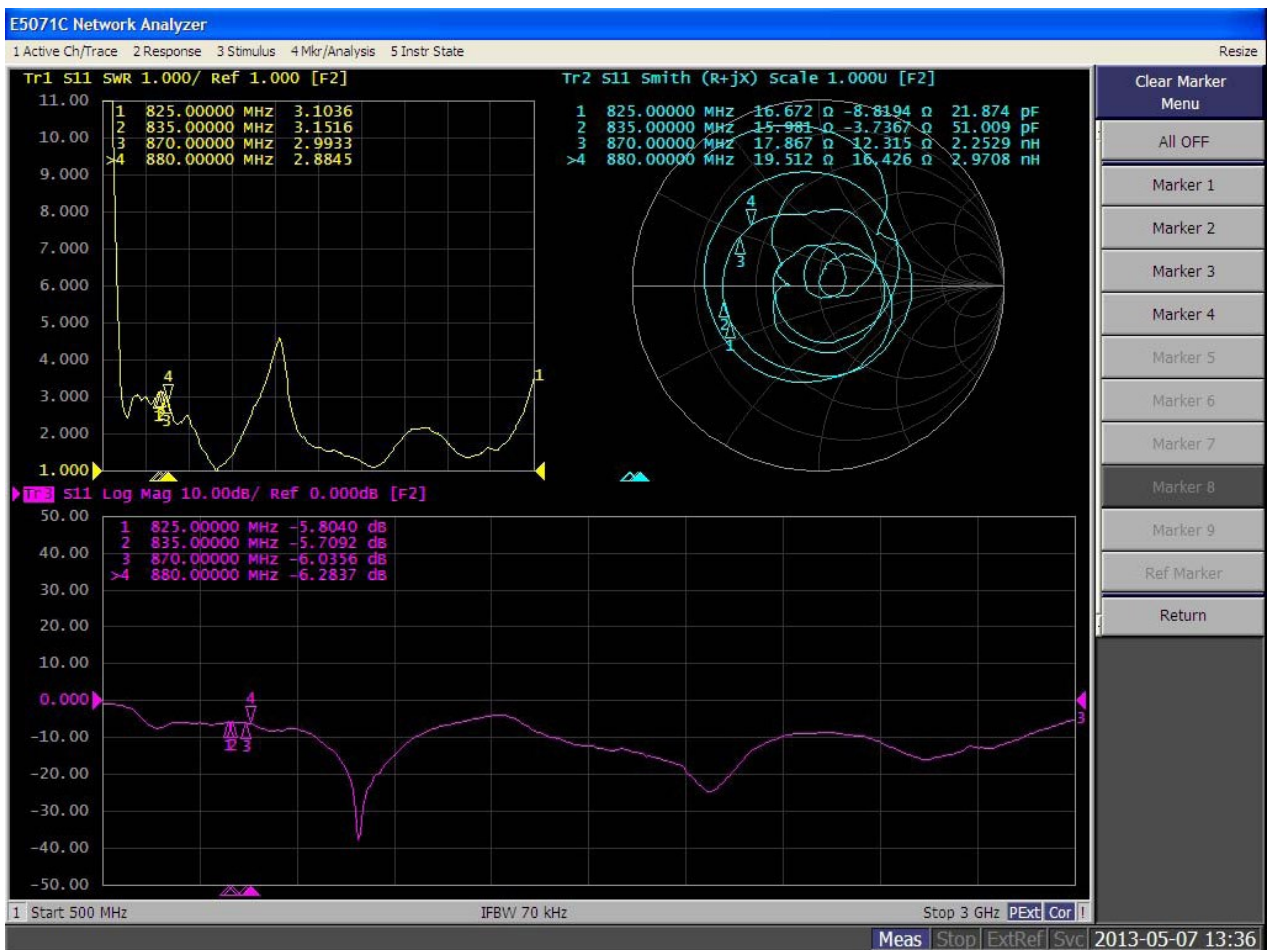 E5071C Network Analyzer
1 Active Ch/Trace 2 Response 3 Stimulus 4 Mkr/Analysis 5 Instr State Resize
Tr1 S11 SWR 1.000/ Ref 1.000 [F2]
11.00
10.00
9.000
8.000
7.000
6.000
5.000
4.000
3.000
2.000
1.000
1 825.00000 MHz 3.1036
2 835.00000 MHz 3.1516
3 870.00000 MHz 2.9933
>4 880.00000 MHz 2.8845
4
3
1
Tr2 S11 Smith (R+jX) Scale 1.000U [F2]
1 825.00000 MHz 16.672 Ω -8.8194 Ω 21.874 pF
2 835.00000 MHz 15.981 Ω -3.7367 Ω 51.009 pF
3 870.00000 MHz 17.867 Ω 12.315 Ω 2.2529 nH
>4 880.00000 MHz 19.512 Ω 16.426 Ω 2.9708 nH
4
3
2
1
Tr3 S11 Log Mag 10.00dB/ Ref 0.000dB [F2]
50.00
40.00
30.00
20.00
10.00
0.000
-10.00
-20.00
-30.00
-40.00
-50.00
1 825.00000 MHz -5.8040 dB
2 835.00000 MHz -5.7092 dB
3 870.00000 MHz -6.0356 dB
>4 880.00000 MHz -6.2837 dB
4
1 2 3
3
1 Start 500 MHz IFBW 70 kHz Stop 3 GHz PExt Cor !
Meas Stop ExtRef Svc 2013-05-07 13:36
Clear Marker
Menu
All OFF
Marker 1
Marker 2
Marker 3
Marker 4
Marker 5
Marker 6
Marker 7
Marker 8
Marker 9
Ref Marker
Return